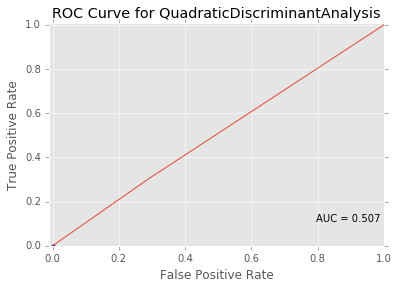 ROC Curve for QuadraticDiscriminantAnalysis
1.0
0.8
0.6
0.4
0.2
0.0
True Positive Rate
AUC = 0.507
0.0 0.2 0.4 0.6 0.8 1.0
False Positive Rate